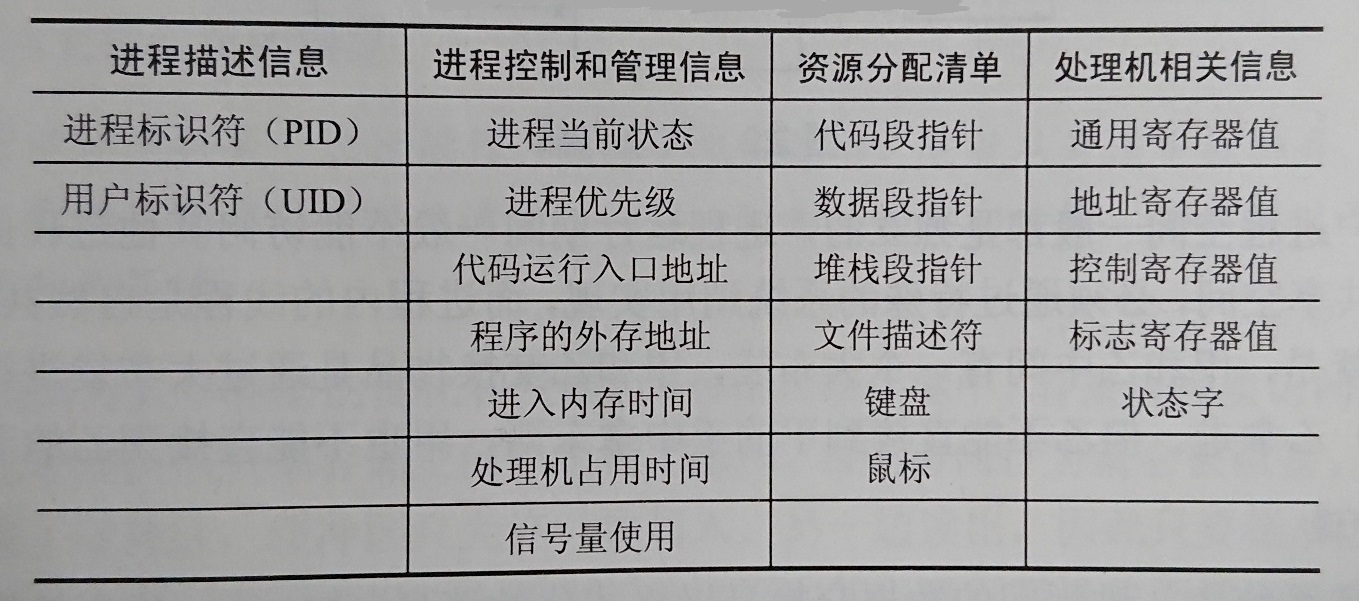 进程描述信息 进程控制和管理信息 资源分配清单 处理机相关信息
进程标识符（PID） 进程当前状态 代码段指针 通用寄存器值
用户标识符（UID） 进程优先级 数据段指针 地址寄存器值
代码运行入口地址 堆栈段指针 控制寄存器值
程序的外存地址 文件描述符 标志寄存器值
进入内存时间 键盘 状态字
处理机占用时间 鼠标
信号量使用